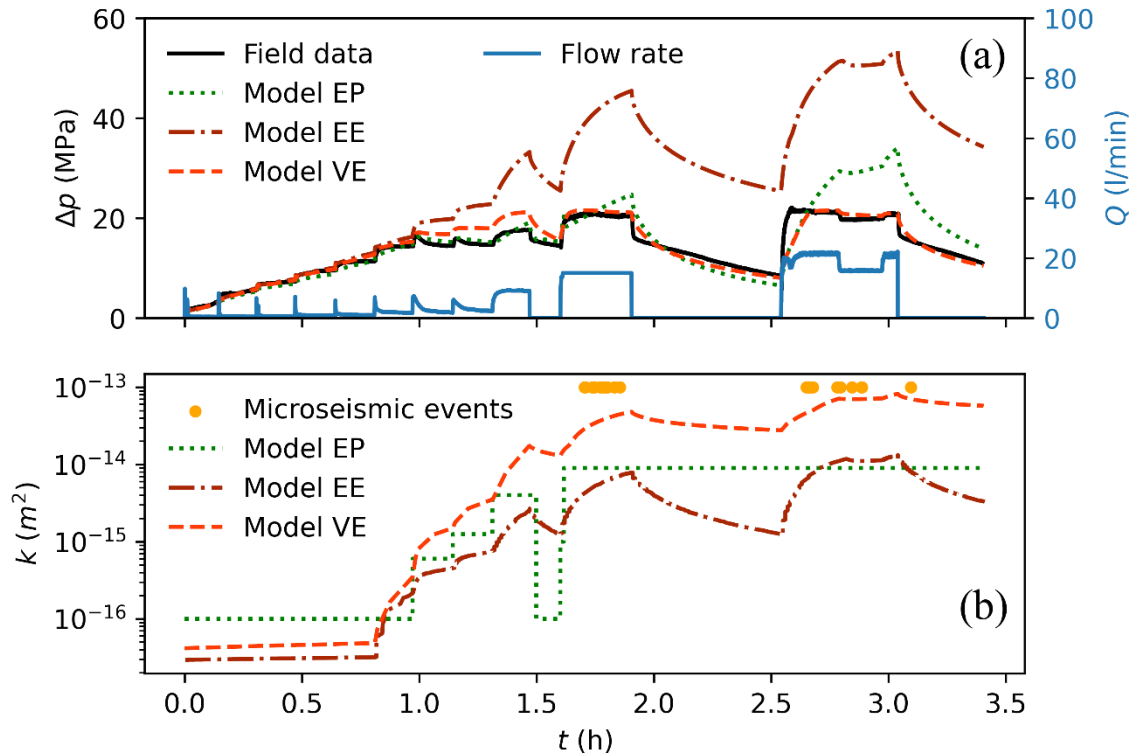 60
40
20
0
Δp (MPa)
Field data
Model EP
Model EE
Model VE
Flow rate
(a)
100
80
60
40
20
0
Q (l/min)
10⁻¹³
10⁻¹⁴
10⁻¹⁵
10⁻¹⁶
k (m²)
Microseismic events
Model EP
Model EE
Model VE
(b)
0.0 0.5 1.0 1.5 2.0 2.5 3.0 3.5
t (h)